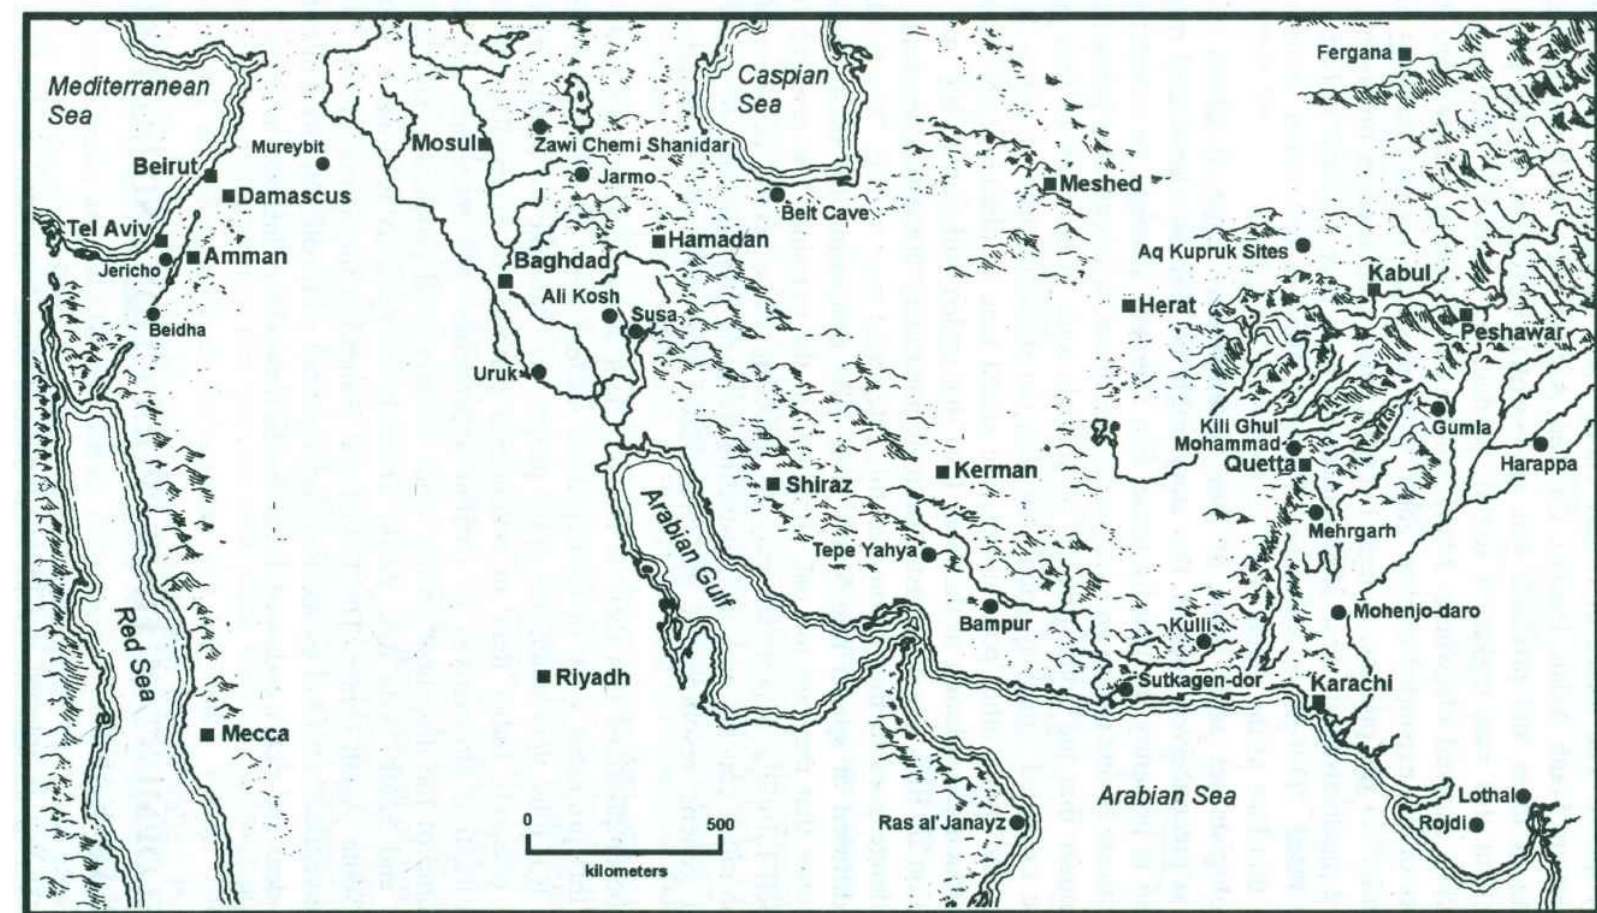 Fergana
Mediterranean
Sea
Caspian
Sea
Mosul
Zawi Chemi Shanidar
Mureybit
Beirut
Jarmo
Meshed
Damascus
Belt Cave
Tel Aviv
Hamadan
Aq Kupruk Sites
Jericho
Amman
Baghdad
Kabul
Ali Kosh
Herat
Susa
Peshawar
Beidha
Uruk
Kili Ghul
Mohammad
Gumla
Quetta
Harappa
Kerman
Shiraz
Arabian Gulf
Mehrgarh
Tepe Yahya
Mohenjo-daro
Bampur
Kulli
Red Sea
Riyadh
Sutkagen-dor
Karachi
Mecca
Arabian Sea
Lothal
Ras al'Janayz
Rojdi
0 500
kilometers